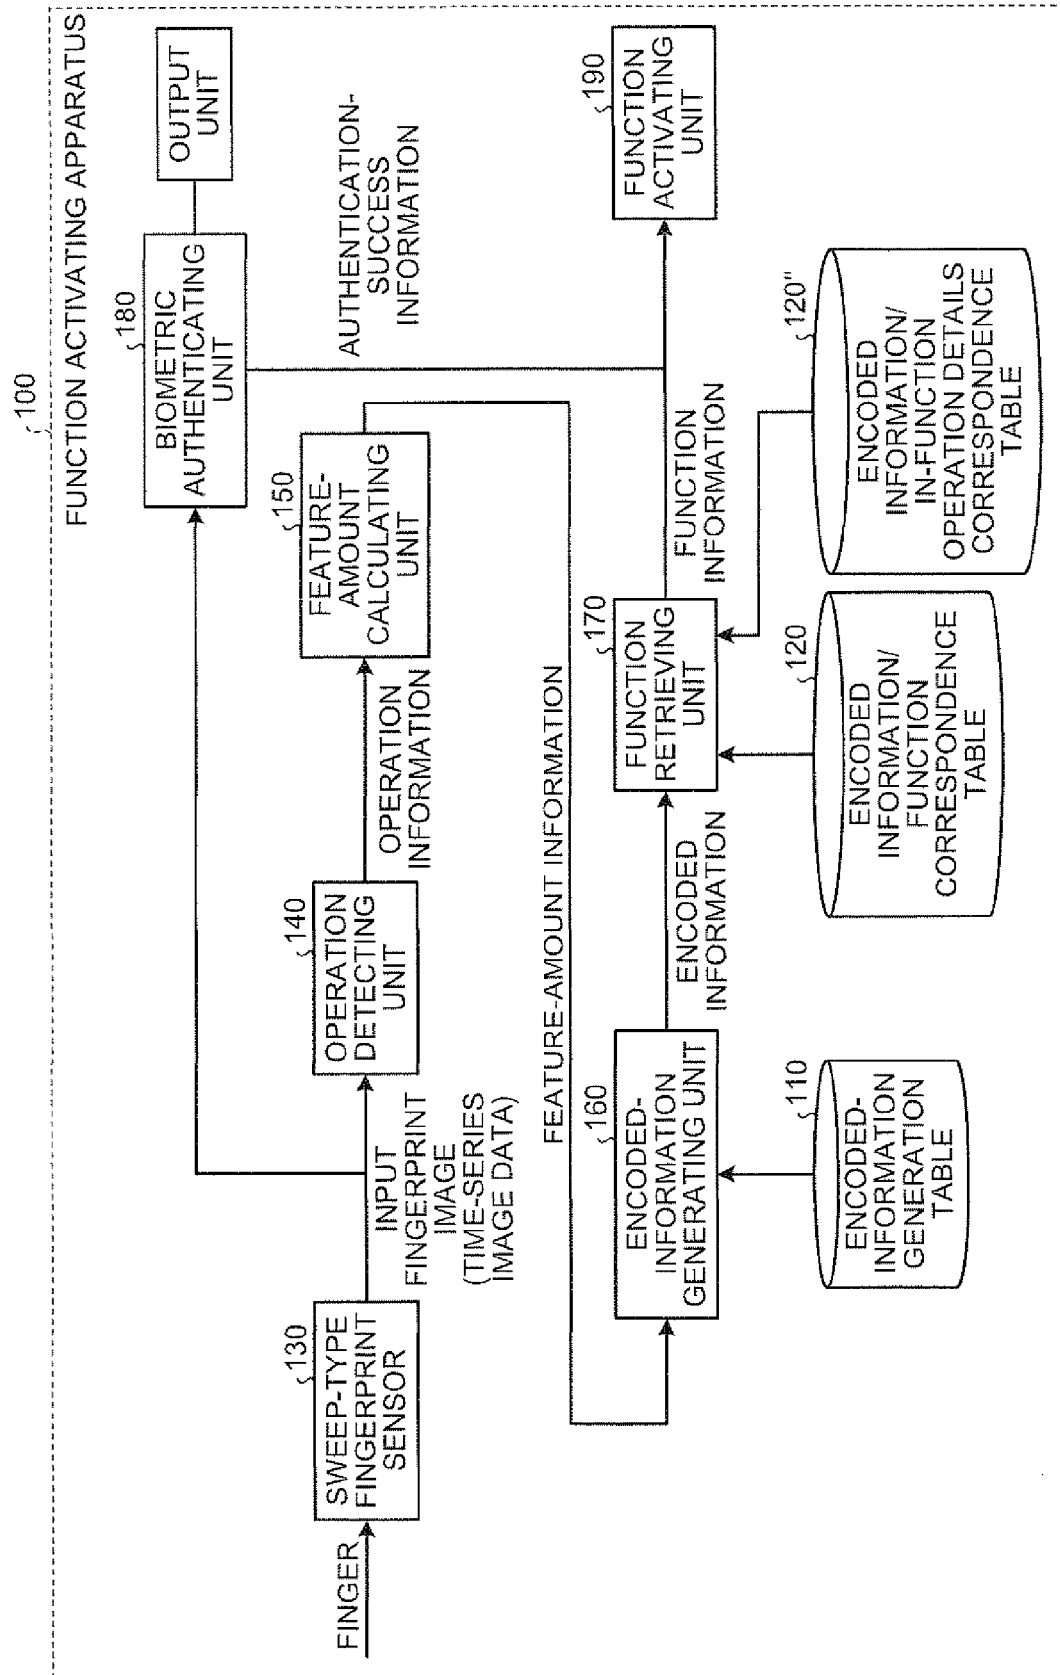 100
FUNCTION ACTIVATING APPARATUS
FINGER
130
SWEEP-TYPE
FINGERPRINT
SENSOR
INPUT
FINGERPRINT
IMAGE
(TIME-SERIES
IMAGE DATA)
140
OPERATION
DETECTING
UNIT
OPERATION
INFORMATION
150
FEATURE-
AMOUNT
CALCULATING
UNIT
180
BIOMETRIC
AUTHENTICATING
UNIT
OUTPUT
UNIT
AUTHENTICATION-
SUCCESS
INFORMATION
FEATURE-AMOUNT INFORMATION
160
ENCODED-
INFORMATION
GENERATING UNIT
ENCODED
INFORMATION
170
FUNCTION
RETRIEVING
UNIT
FUNCTION
INFORMATION
190
FUNCTION
ACTIVATING
UNIT
110
ENCODED-
INFORMATION
GENERATION
TABLE
120
ENCODED
INFORMATION/
FUNCTION
CORRESPONDENCE
TABLE
120"
ENCODED
INFORMATION/
IN-FUNCTION
OPERATION DETAILS
CORRESPONDENCE
TABLE